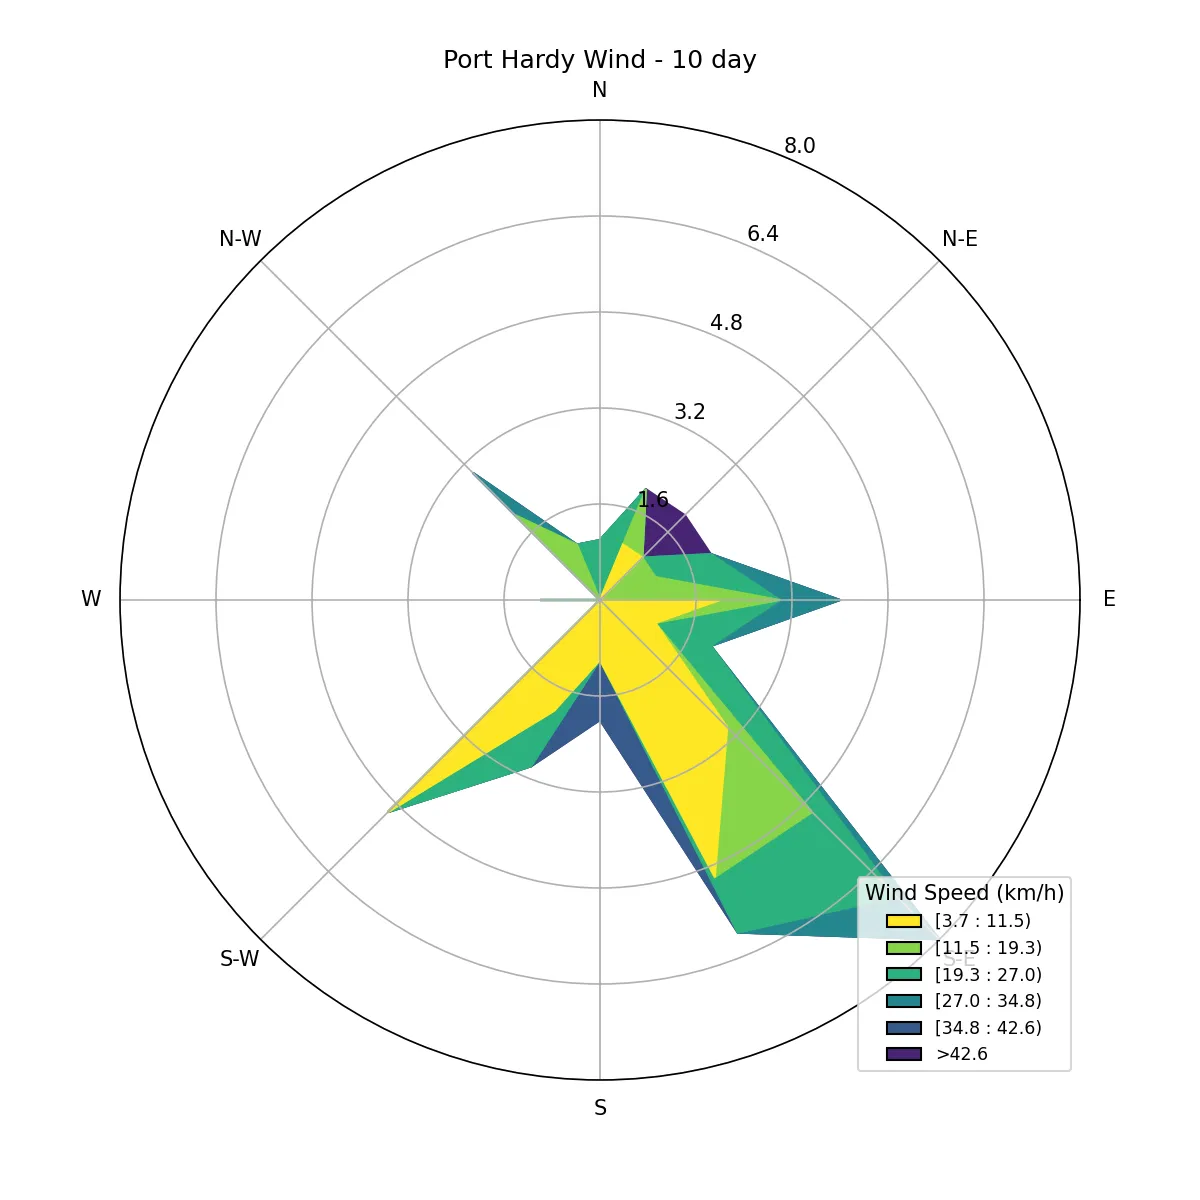 Port Hardy Wind - 10 day
N
8.0
N-W
N-E
6.4
4.8
3.2
1.6
W
E
Wind Speed (km/h)
[3.7 : 11.5)
[11.5 : 19.3)
[19.3 : 27.0)
[27.0 : 34.8)
[34.8 : 42.6)
>42.6
S-W
S-E
S